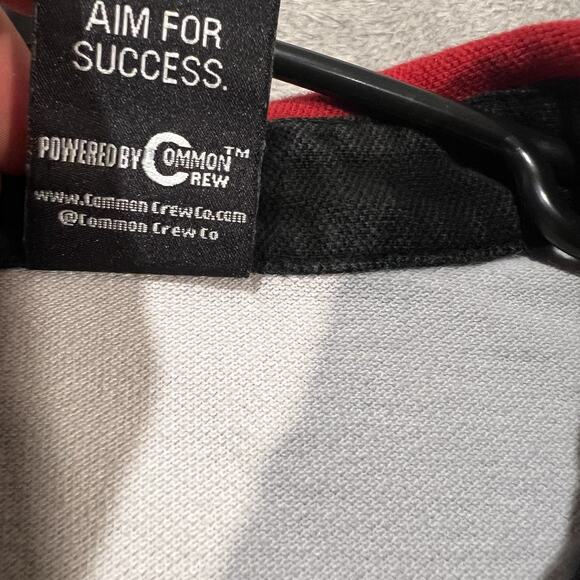 AIM FOR
SUCCESS.
POWERED BY COMMON™
CREW
www.CommonCrewCo.com
@CommonCrewCo